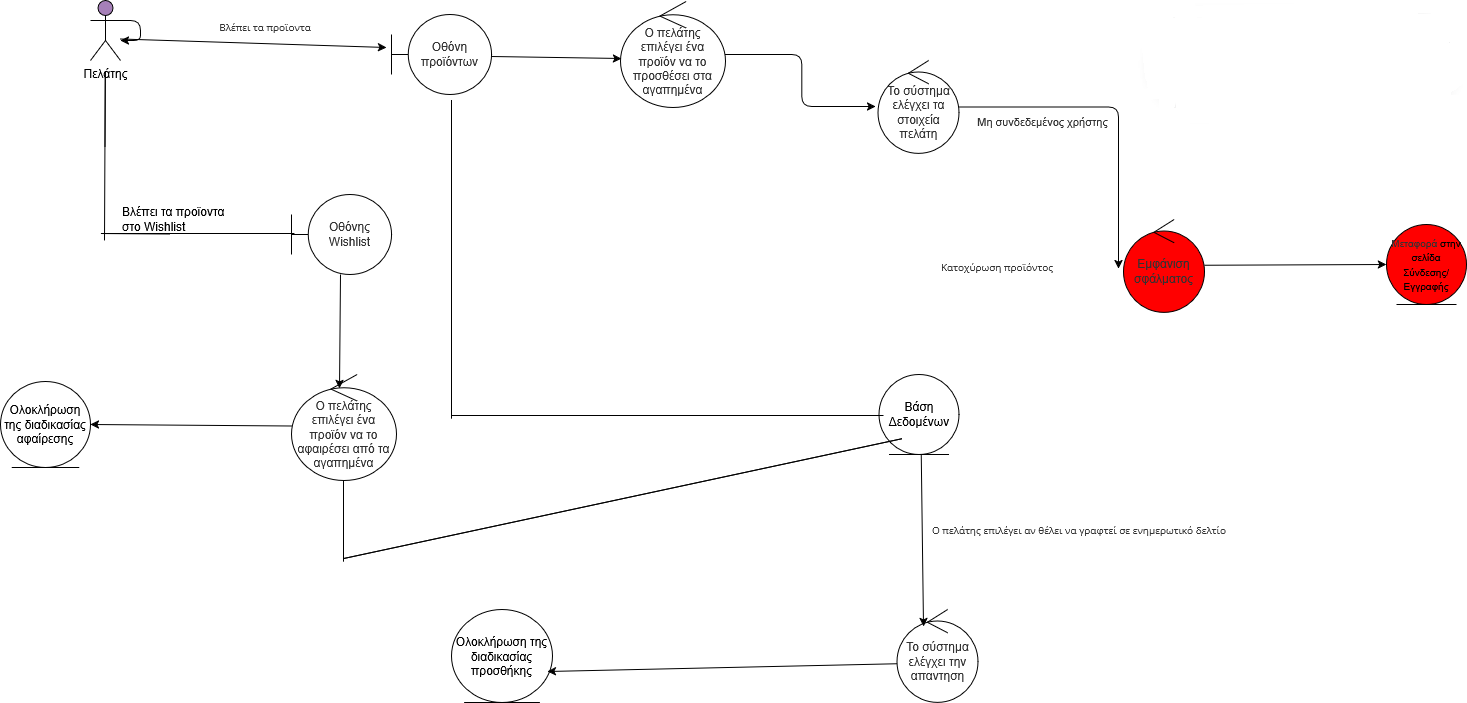 Βλέπει τα προϊοντα
Πελάτης
Οθόνη
προϊόντων
Ο πελάτης
επιλέγει ένα
προϊόν να το
προσθέσει στα
αγαπημένα
Το σύστημα
ελέγχει τα
στοιχεία
πελάτη
Μη συνδεδεμένος χρήστης
Βλέπει τα προϊοντα
στο Wishlist
Οθόνης
Wishlist
Κατοχύρωση προϊόντος
Εμφάνιση
σφάλματος
Μεταφορά στην
σελίδα
Σύνδεσης/
Εγγραφής
Ολοκλήρωση
της διαδικασίας
αφαίρεσης
Ο πελάτης
επιλέγει ένα
προϊόν να το
αφαιρέσει από τα
αγαπημένα
Βάση
Δεδομένων
Ο πελάτης επιλέγει αν θέλει να γραφτεί σε ενημερωτικό δελτίο
Ολοκλήρωση της
διαδικασίας
προσθήκης
Το σύστημα
ελέγχει την
απαντηση